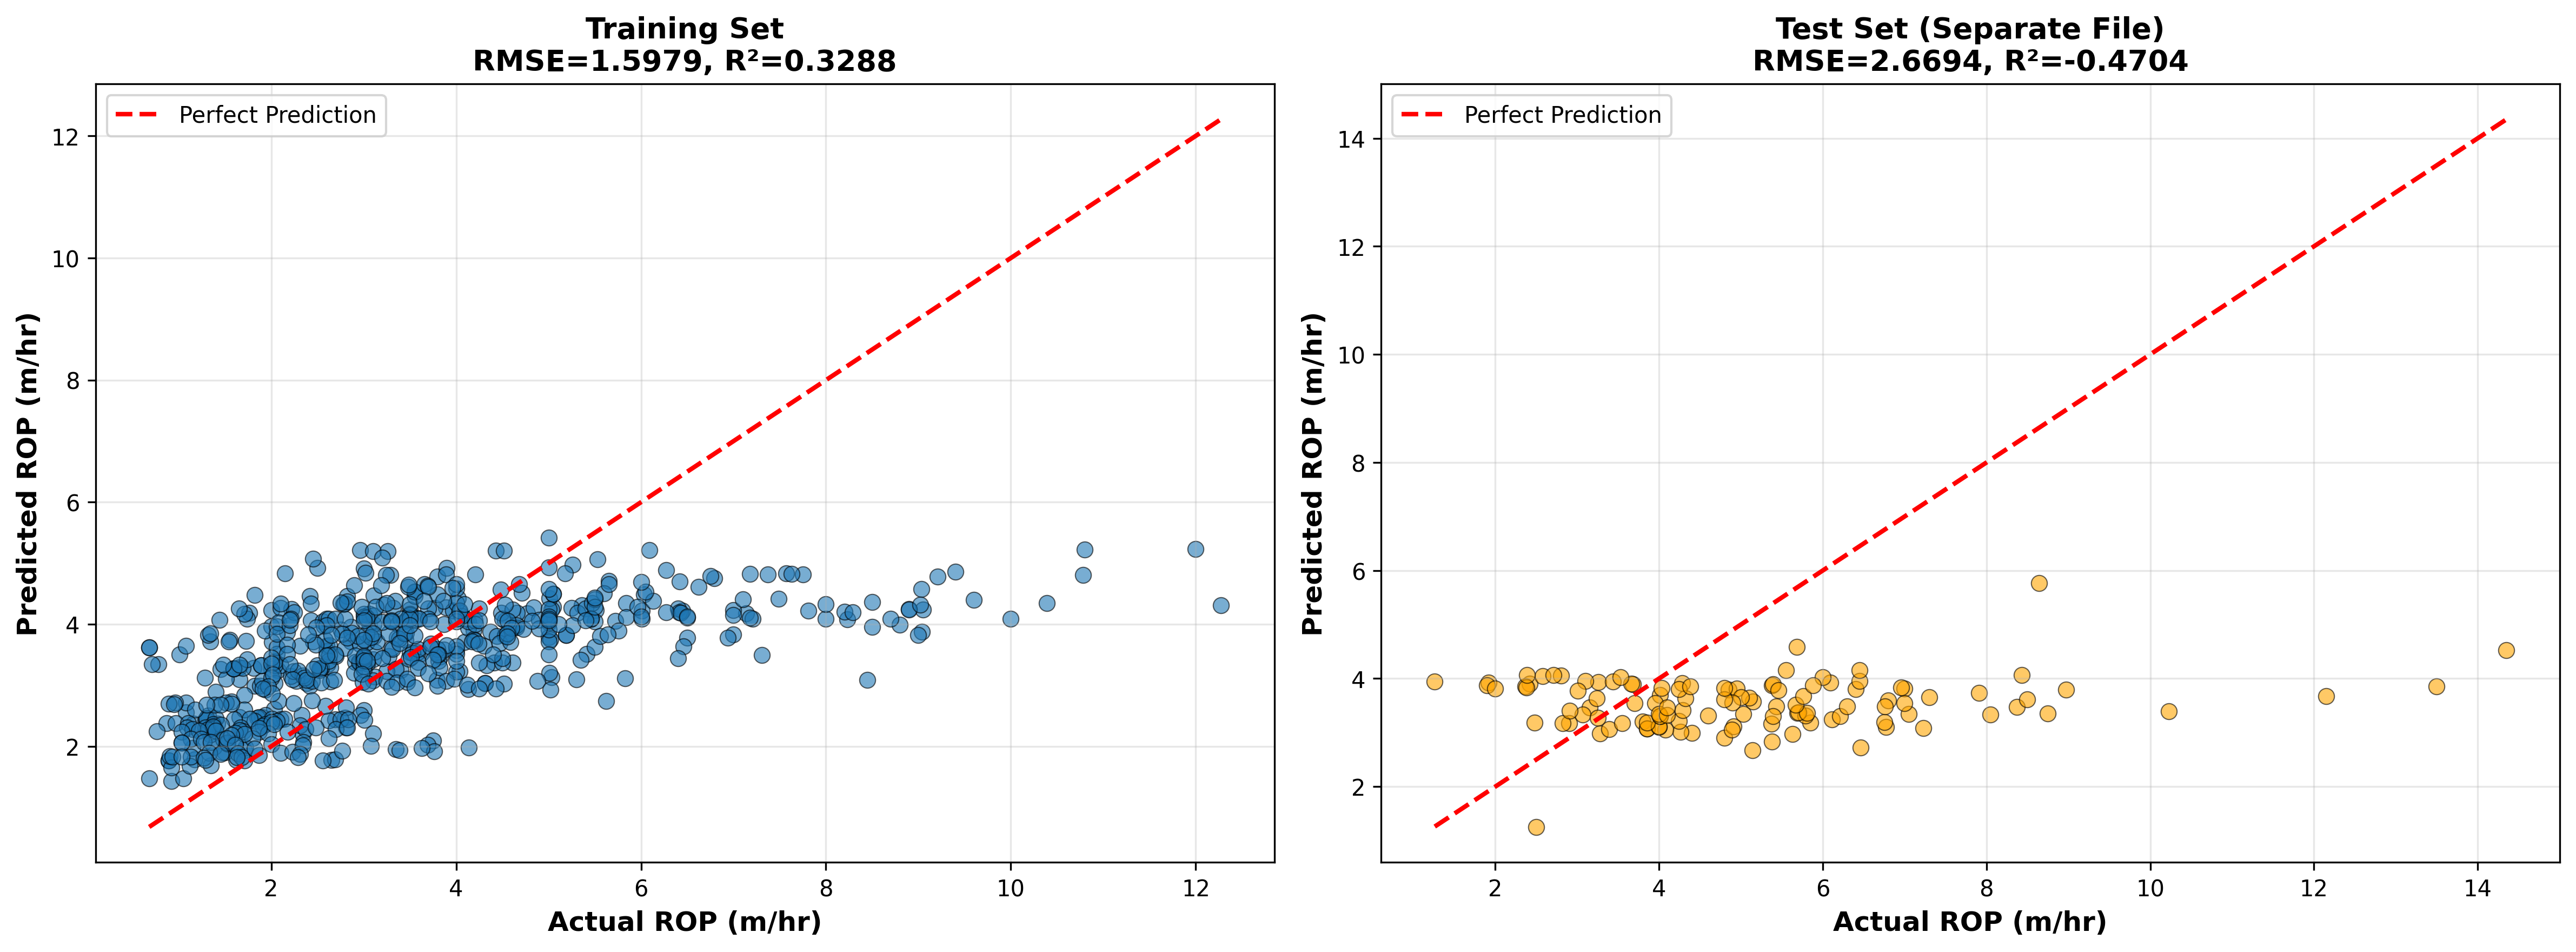 Training Set
RMSE=1.5979, R²=0.3288
Perfect Prediction
Predicted ROP (m/hr)
12
10
8
6
4
2
2
4
6
8
10
12
Actual ROP (m/hr)
Test Set (Separate File)
RMSE=2.6694, R²=-0.4704
Perfect Prediction
Predicted ROP (m/hr)
14
12
10
8
6
4
2
2
4
6
8
10
12
14
Actual ROP (m/hr)